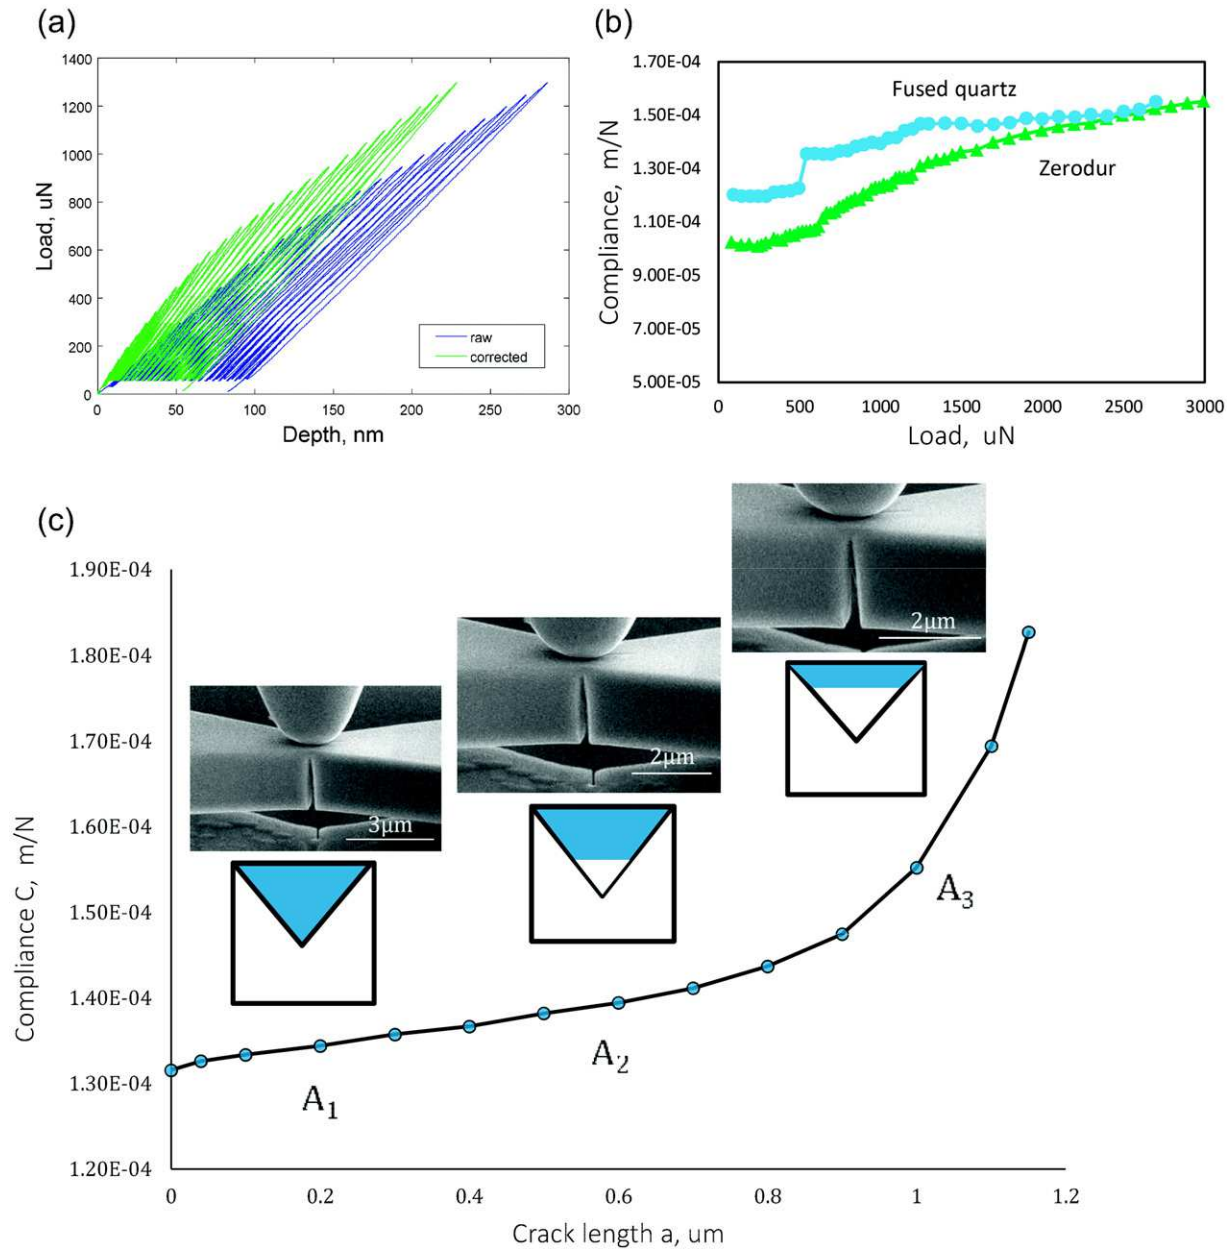 (a)
1400
1200
1000
800
600
400
200
0
Load, uN
0 50 100 150 200 250 300
Depth, nm
raw
corrected
(b)
1.70E-04
1.50E-04
1.30E-04
1.10E-04
9.00E-05
7.00E-05
5.00E-05
Compliance, m/N
Fused quartz
Zerodur
0 500 1000 1500 2000 2500 3000
Load, uN
(c)
1.90E-04
1.80E-04
1.70E-04
1.60E-04
1.50E-04
1.40E-04
1.30E-04
1.20E-04
Compliance C, m/N
3μm
2μm
2μm
A₁
A₂
A₃
0 0.2 0.4 0.6 0.8 1 1.2
Crack length a, um